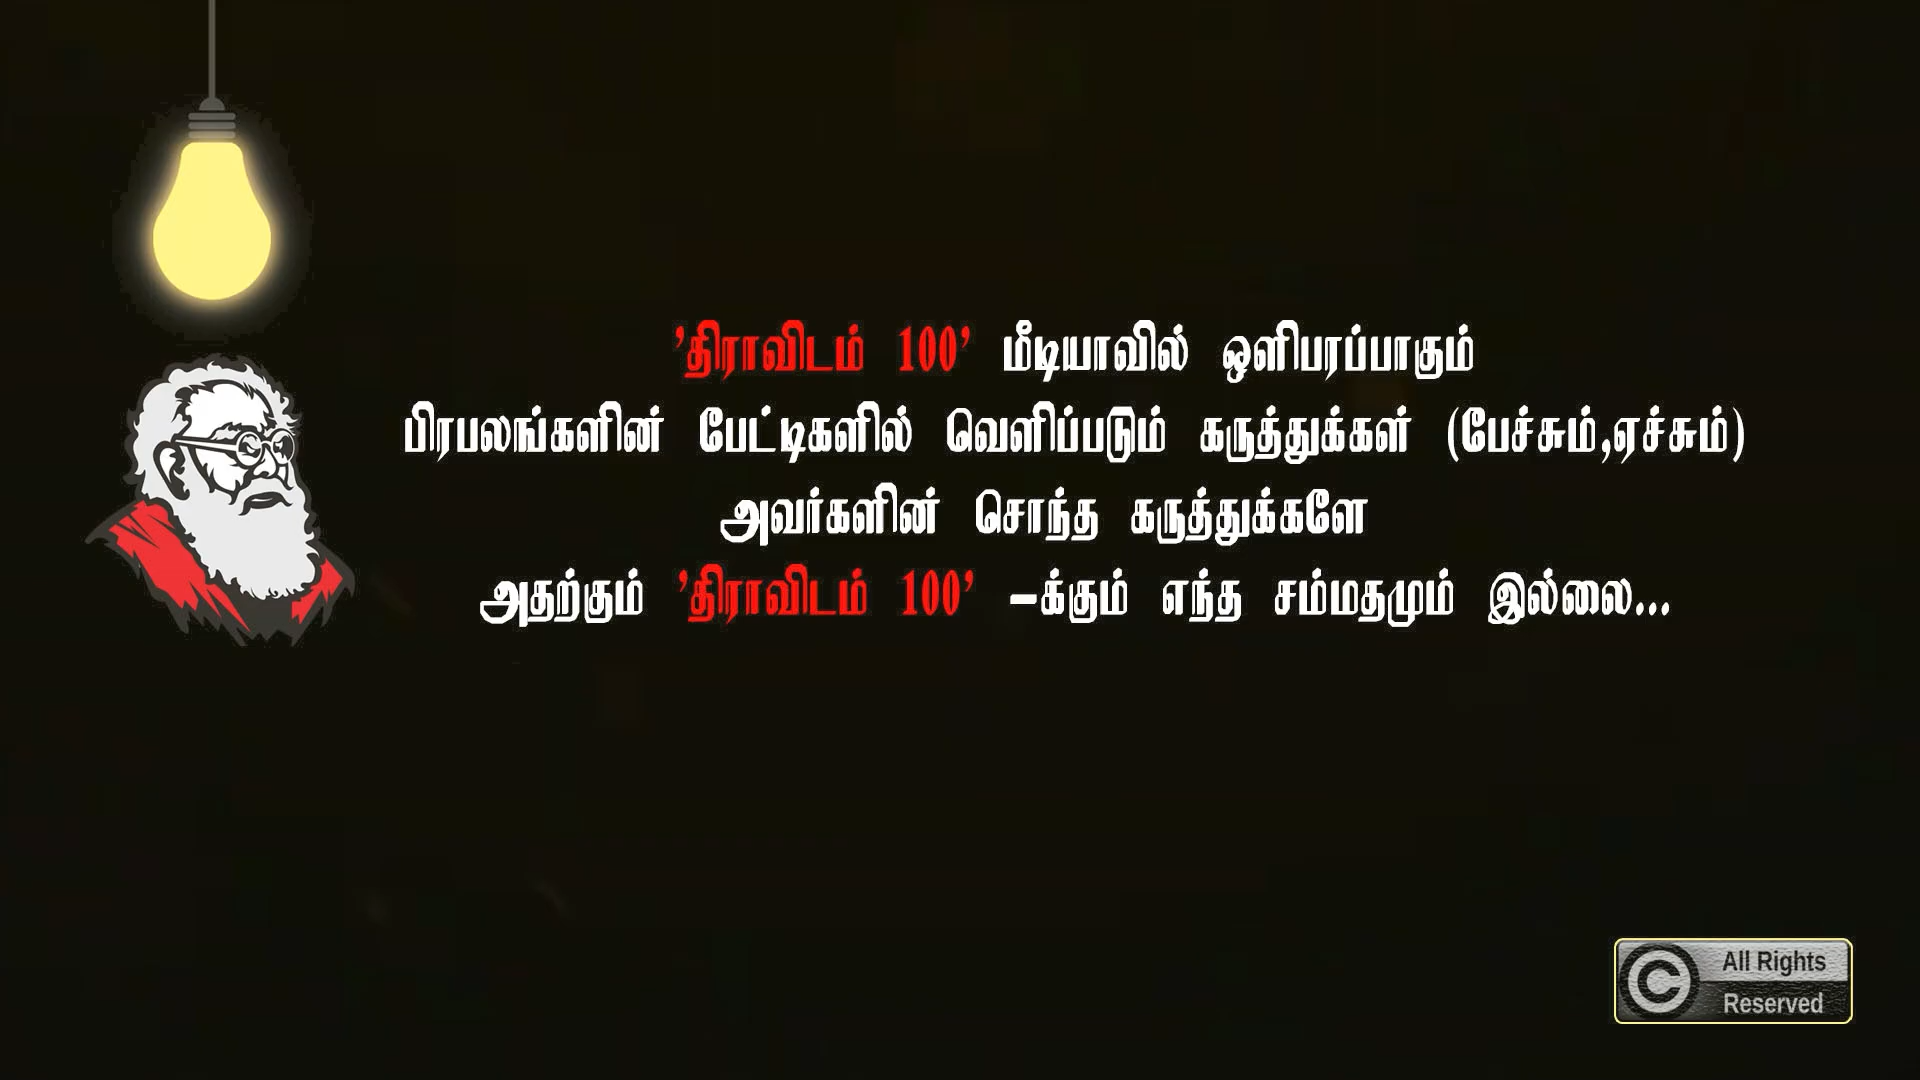 'திராவிடம் 100' மீடியாவில் ஒளிபரப்பாகும்
பிரபலங்களின் பேட்டிகளில் வெளிப்படும் கருத்துக்கள் (பேச்சும்,ஏச்சும்)
அவர்களின் சொந்த கருத்துக்களே
அதற்கும் 'திராவிடம் 100' -க்கும் எந்த சம்மதமும் இல்லை...
© All Rights
Reserved